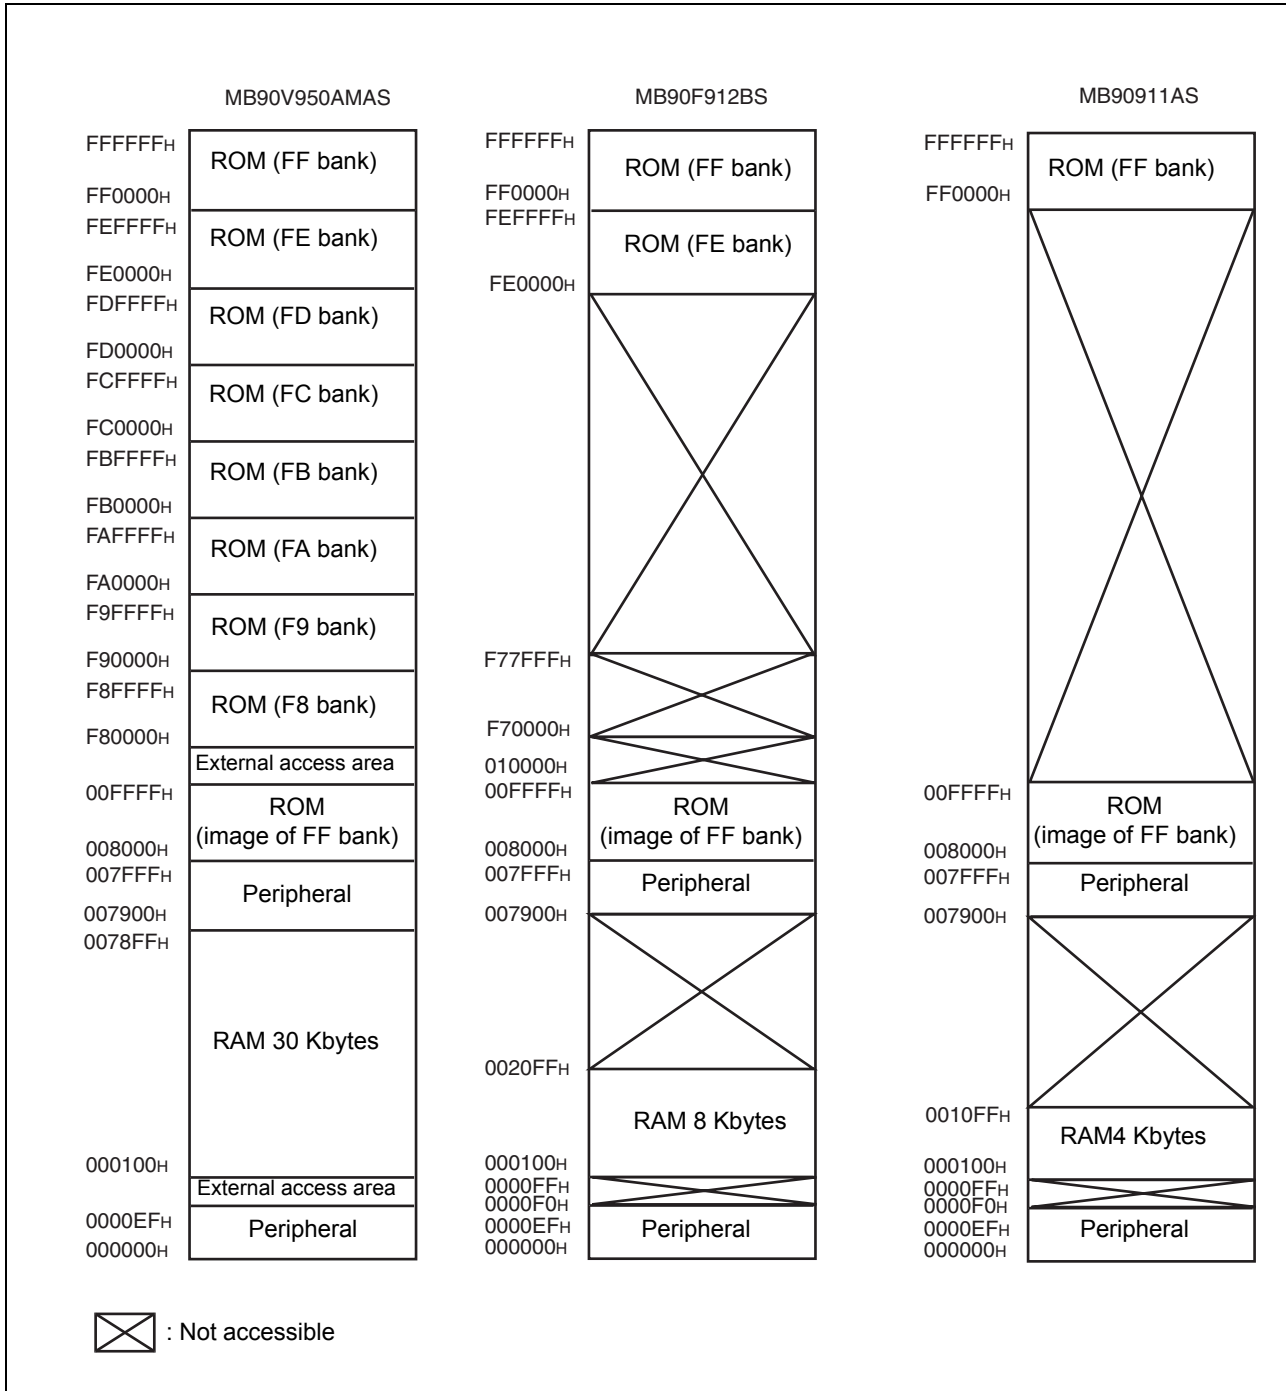 MB90V950AMAS
FFFFFFH
ROM (FF bank)
FF0000H
FEFFFFH
ROM (FE bank)
FE0000H
FDFFFFH
ROM (FD bank)
FD0000H
FCFFFFH
ROM (FC bank)
FC0000H
FBFFFFH
ROM (FB bank)
FB0000H
FAFFFFH
ROM (FA bank)
FA0000H
F9FFFFH
ROM (F9 bank)
F90000H
F8FFFFH
ROM (F8 bank)
F80000H
External access area
00FFFFH
ROM
(image of FF bank)
008000H
007FFFH
Peripheral
007900H
0078FFH
RAM 30 Kbytes
000100H
External access area
0000EFH
Peripheral
000000H
MB90F912BS
FFFFFFH
ROM (FF bank)
FF0000H
FEFFFFH
ROM (FE bank)
FE0000H
F77FFFH
F70000H
010000H
00FFFFH
ROM
(image of FF bank)
008000H
007FFFH
Peripheral
007900H
0020FFH
RAM 8 Kbytes
000100H
0000FFH
0000F0H
0000EFH
Peripheral
000000H
MB90911AS
FFFFFFH
ROM (FF bank)
FF0000H
00FFFFH
ROM
(image of FF bank)
008000H
007FFFH
Peripheral
007900H
0010FFH
RAM4 Kbytes
000100H
0000FFH
0000F0H
0000EFH
Peripheral
000000H
: Not accessible